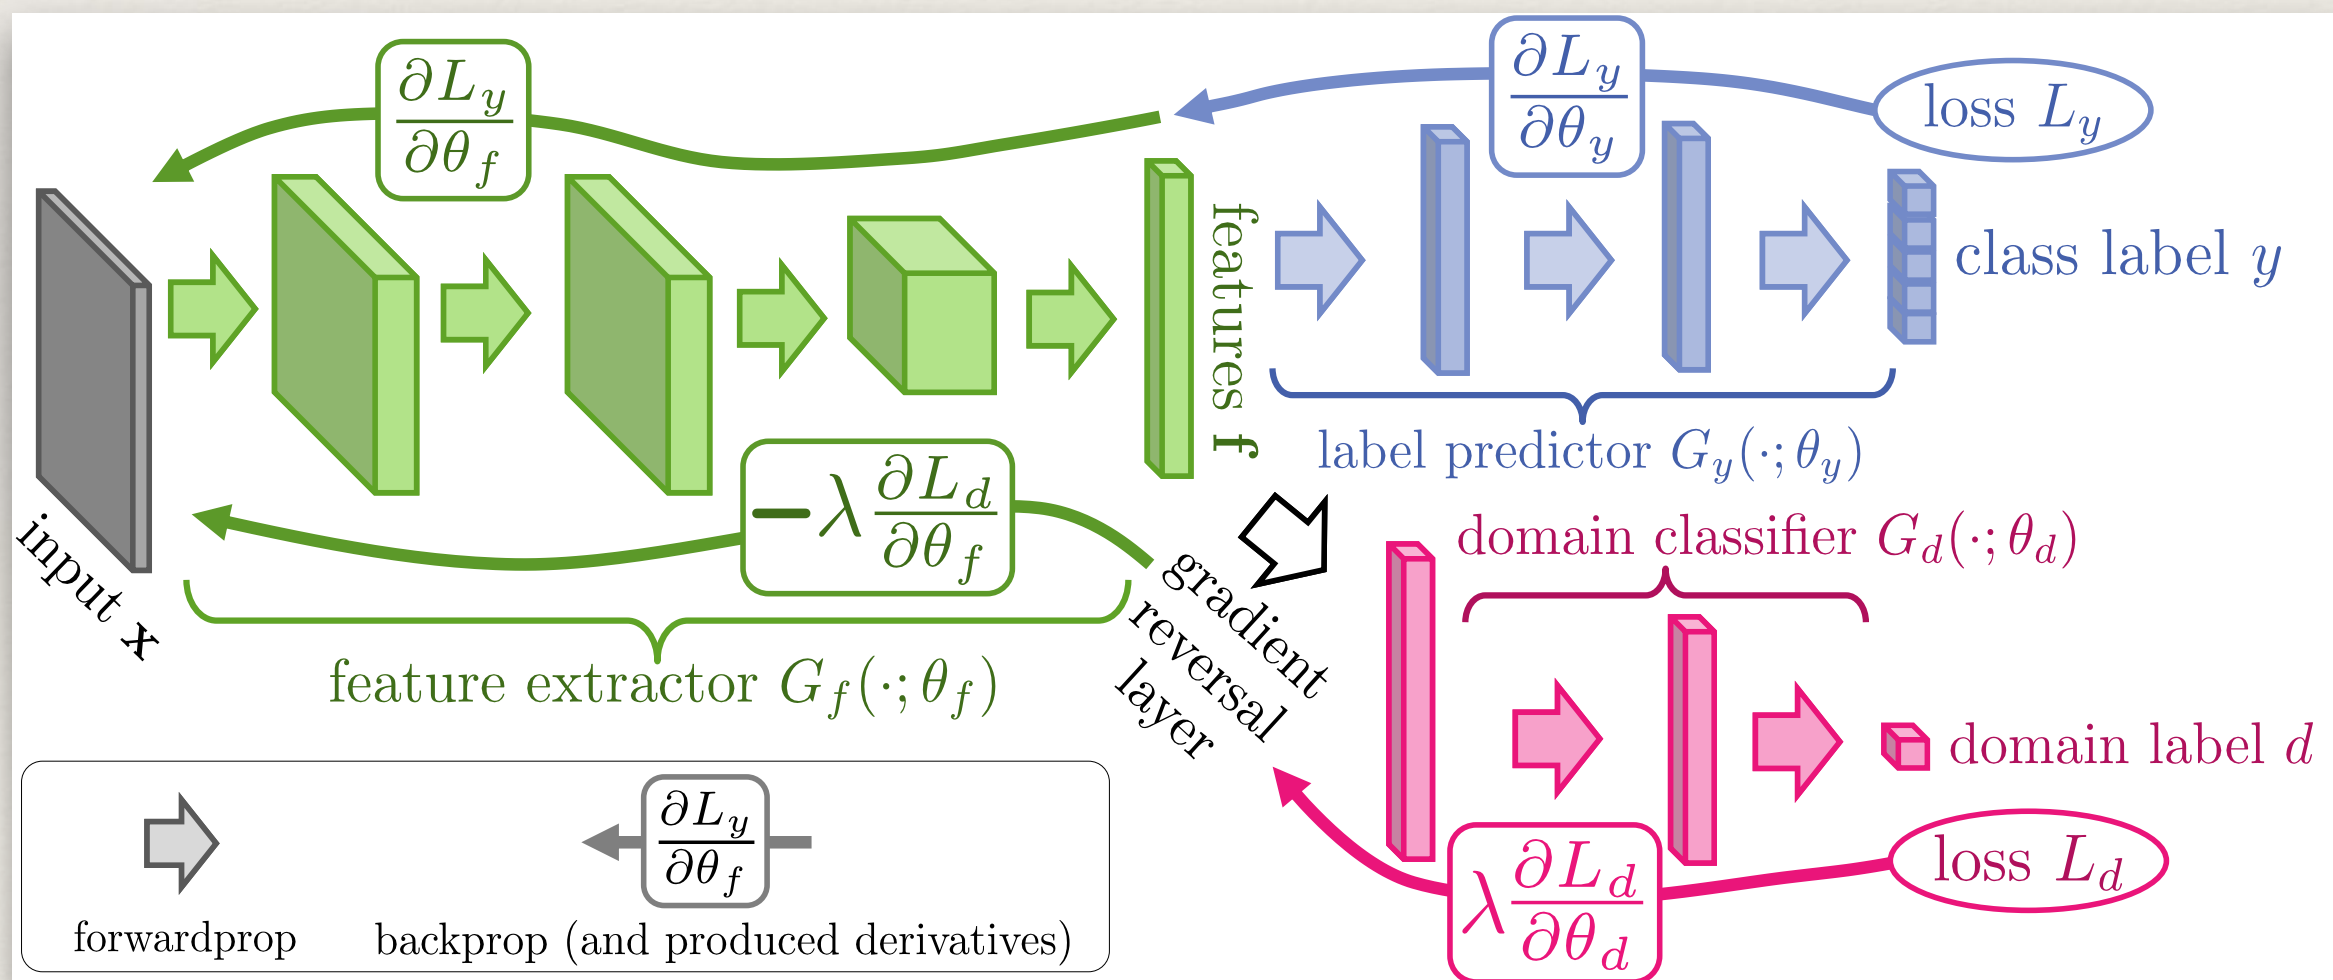 ∂L_y/∂θ_f
∂L_y/∂θ_y
loss L_y
class label y
features f
label predictor G_y(·; θ_y)
input x
−λ ∂L_d/∂θ_f
feature extractor G_f(·; θ_f)
gradient
reversal
layer
domain classifier G_d(·; θ_d)
domain label d
loss L_d
λ ∂L_d/∂θ_d
∂L_y/∂θ_f
forwardprop
backprop (and produced derivatives)